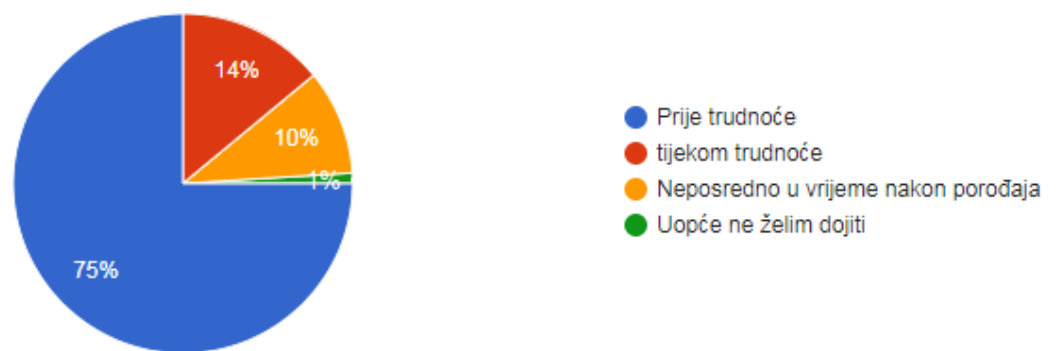 14%
10%
1%
75%
Prije trudnoće
tijekom trudnoće
Neposredno u vrijeme nakon porođaja
Uopće ne želim dojiti